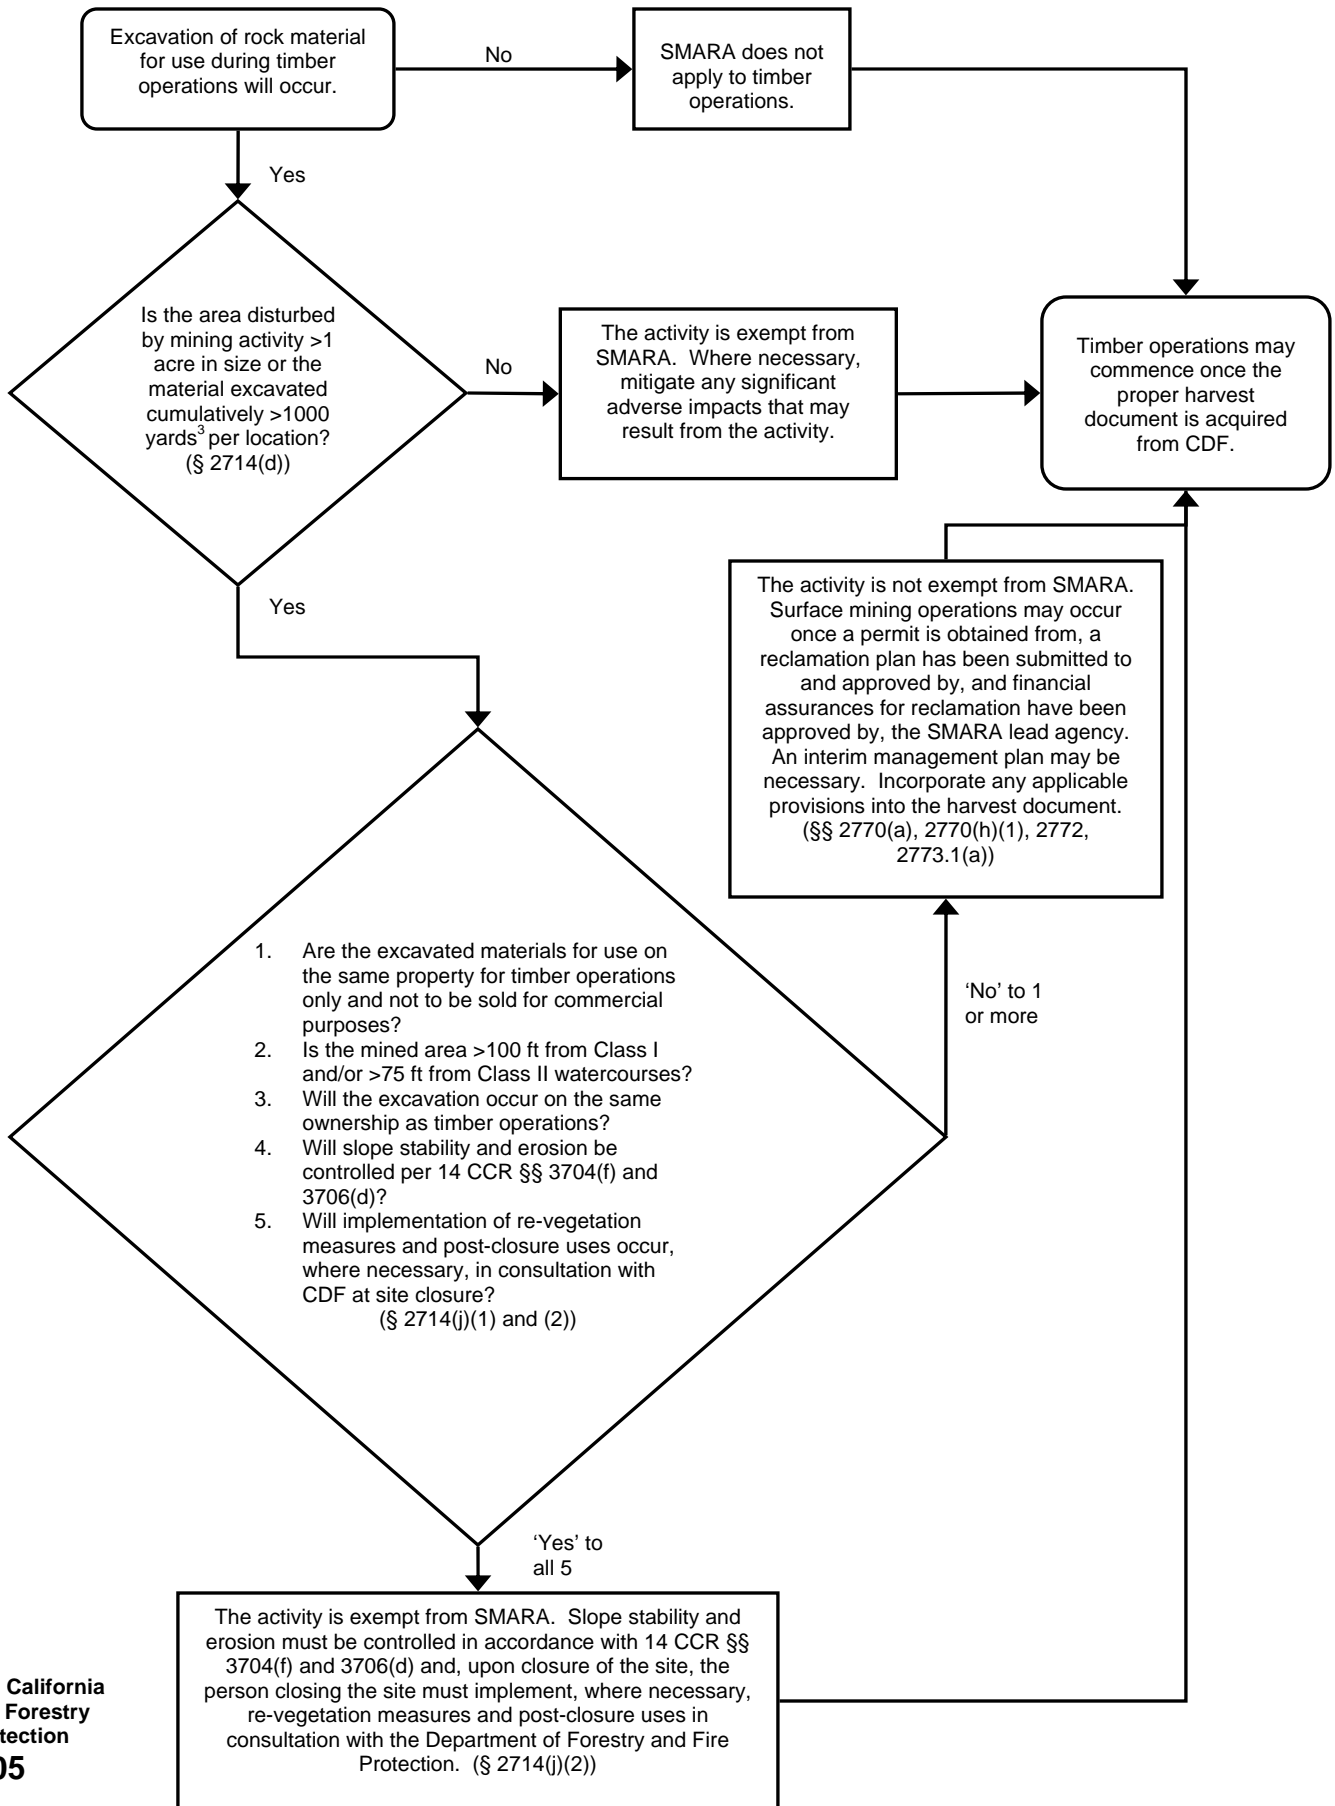 Excavation of rock material
for use during timber
operations will occur.
No
SMARA does not
apply to timber
operations.
Yes
Is the area disturbed
by mining activity >1
acre in size or the
material excavated
cumulatively >1000
yards³ per location?
(§ 2714(d))
No
The activity is exempt from
SMARA.  Where necessary,
mitigate any significant
adverse impacts that may
result from the activity.
Timber operations may
commence once the
proper harvest
document is acquired
from CDF.
Yes
The activity is not exempt from SMARA.
Surface mining operations may occur
once a permit is obtained from, a
reclamation plan has been submitted to
and approved by, and financial
assurances for reclamation have been
approved by, the SMARA lead agency.
An interim management plan may be
necessary.  Incorporate any applicable
provisions into the harvest document.
(§§ 2770(a), 2770(h)(1), 2772,
2773.1(a))
1. Are the excavated materials for use on
the same property for timber operations
only and not to be sold for commercial
purposes?
2. Is the mined area >100 ft from Class I
and/or >75 ft from Class II watercourses?
3. Will the excavation occur on the same
ownership as timber operations?
4. Will slope stability and erosion be
controlled per 14 CCR §§ 3704(f) and
3706(d)?
5. Will implementation of re-vegetation
measures and post-closure uses occur,
where necessary, in consultation with
CDF at site closure?
(§ 2714(j)(1) and (2))
‘No’ to 1
or more
‘Yes’ to
all 5
The activity is exempt from SMARA.  Slope stability and
erosion must be controlled in accordance with 14 CCR §§
3704(f) and 3706(d) and, upon closure of the site, the
person closing the site must implement, where necessary,
re-vegetation measures and post-closure uses in
consultation with the Department of Forestry and Fire
Protection.  (§ 2714(j)(2))
California
Forestry
tection
05